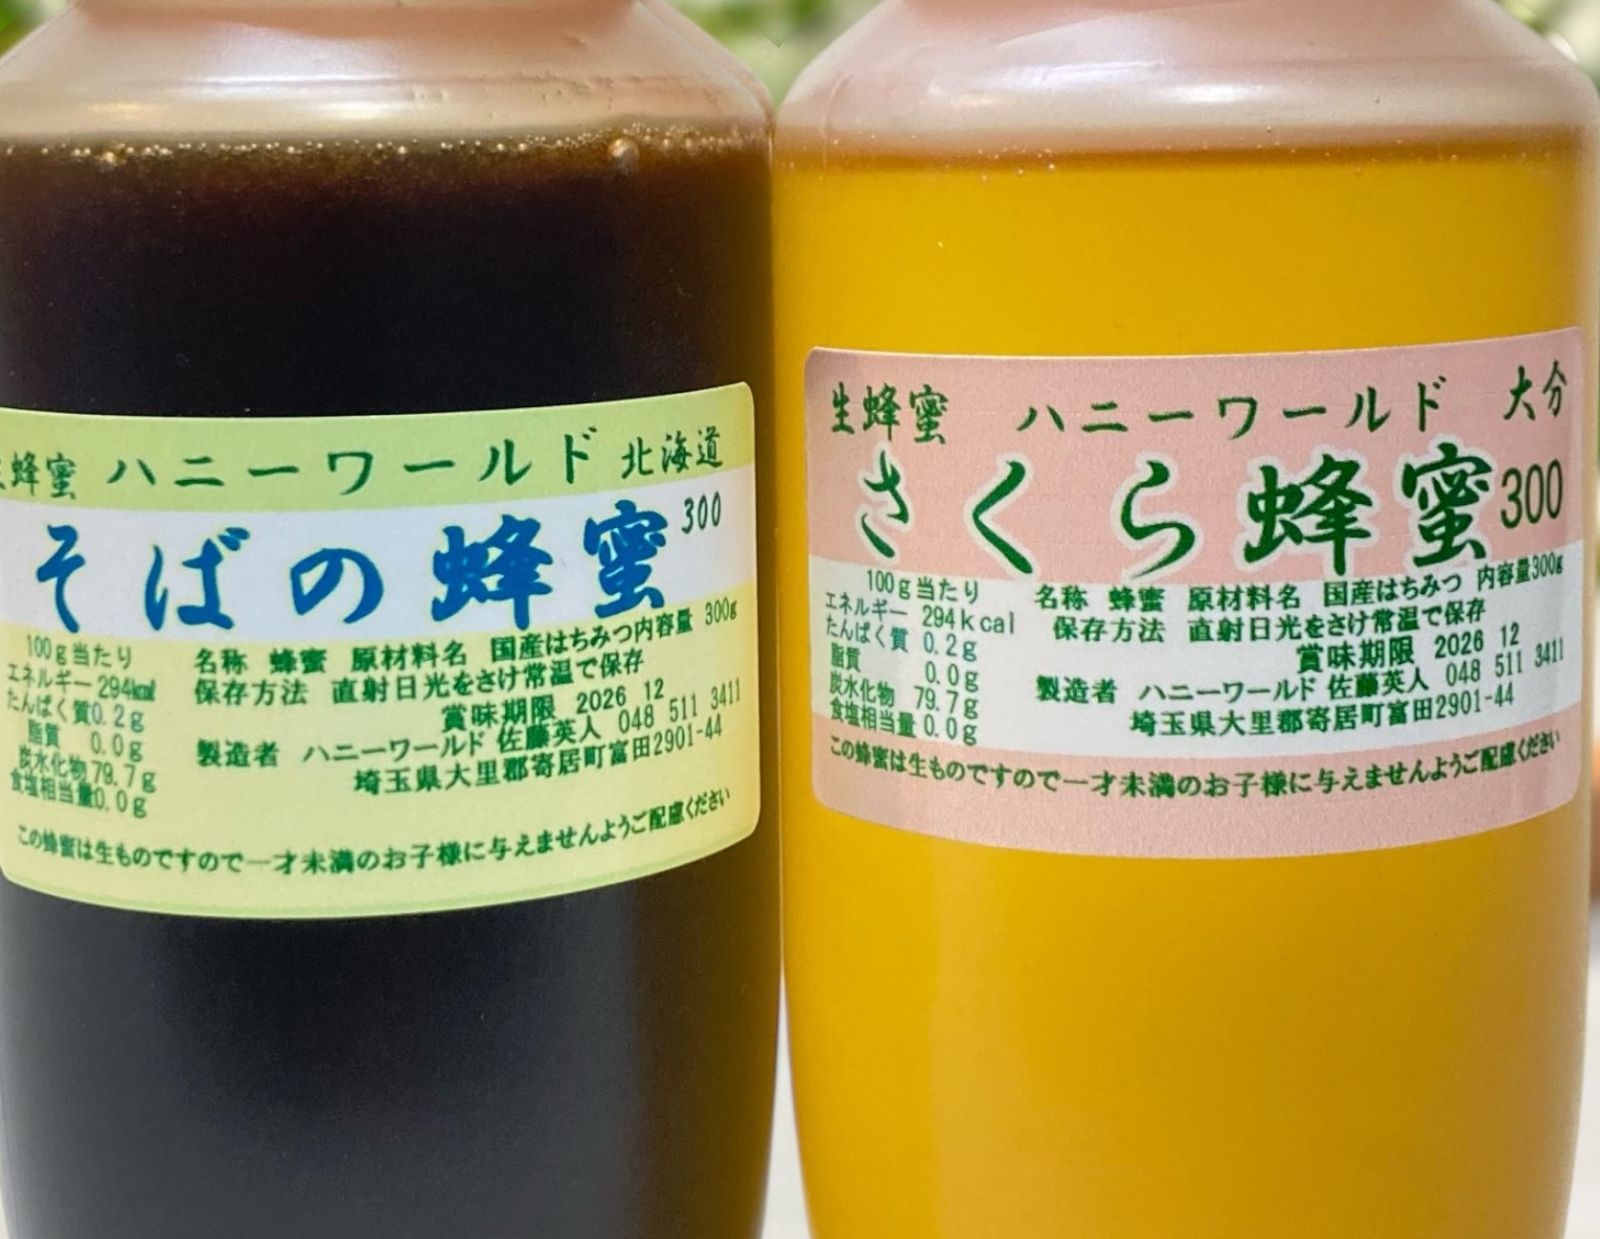 生蜂蜜 ハニーワールド 北海道
そばの蜂蜜 300
100g当たり
エネルギー 294kcal
たんぱく質 0.2g
脂質 0.0g
炭水化物 79.7g
食塩相当量 0.0g
名称 蜂蜜 原材料名 国産はちみつ 内容量 300g
保存方法 直射日光をさけ常温で保存
賞味期限 2026 12
製造者 ハニーワールド 佐藤英人 048 511 3411
埼玉県大里郡寄居町富田2901-44
この蜂蜜は生ものですので一才未満のお子様に与えませんようご配慮ください
生蜂蜜 ハニーワールド 大分
さくら蜂蜜 300
100g当たり
エネルギー 294kcal
たんぱく質 0.2g
脂質 0.0g
炭水化物 79.7g
食塩相当量 0.0g
名称 蜂蜜 原材料名 国産はちみつ 内容量300g
保存方法 直射日光をさけ常温で保存
賞味期限 2026 12
製造者 ハニーワールド 佐藤英人 048 511 3411
埼玉県大里郡寄居町富田2901-44
この蜂蜜は生ものですので一才未満のお子様に与えませんようご配慮ください